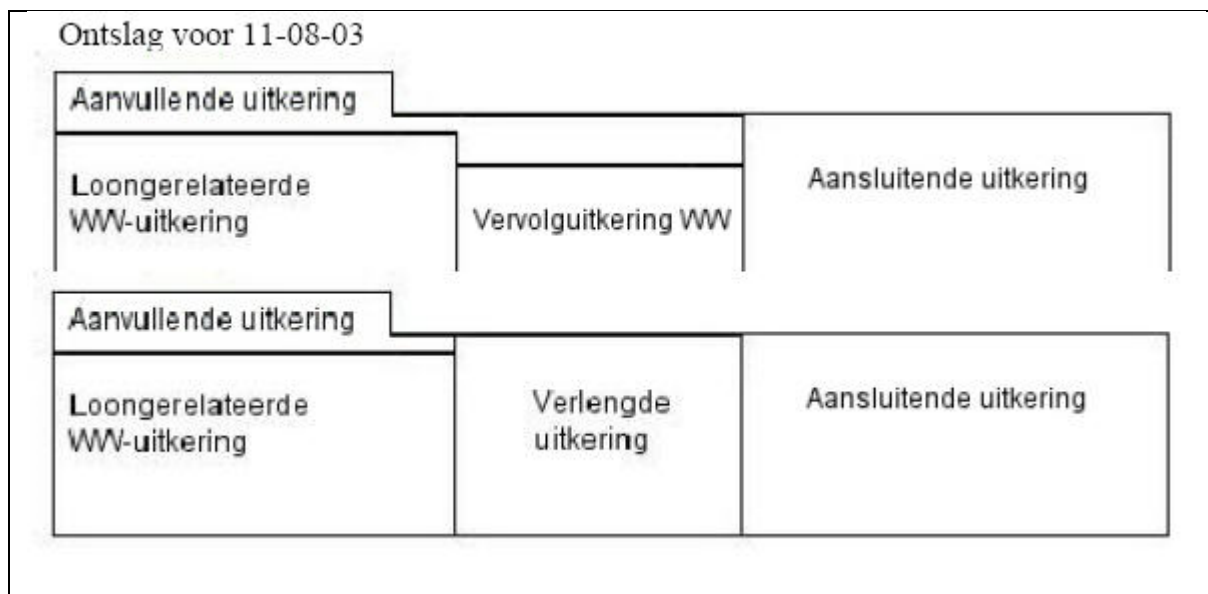 Ontslag voor 11-08-03
Aanvullende uitkering
Loongerelateerde
WW-uitkering
Vervolguitkering WW
Aansluitende uitkering
Aanvullende uitkering
Loongerelateerde
WW-uitkering
Verlengde
uitkering
Aansluitende uitkering